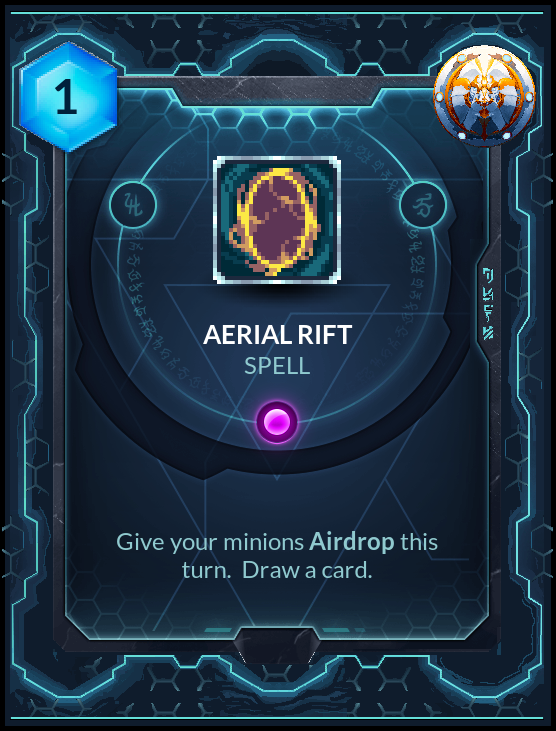 1
AERIAL RIFT
SPELL
Give your minions Airdrop this
turn. Draw a card.